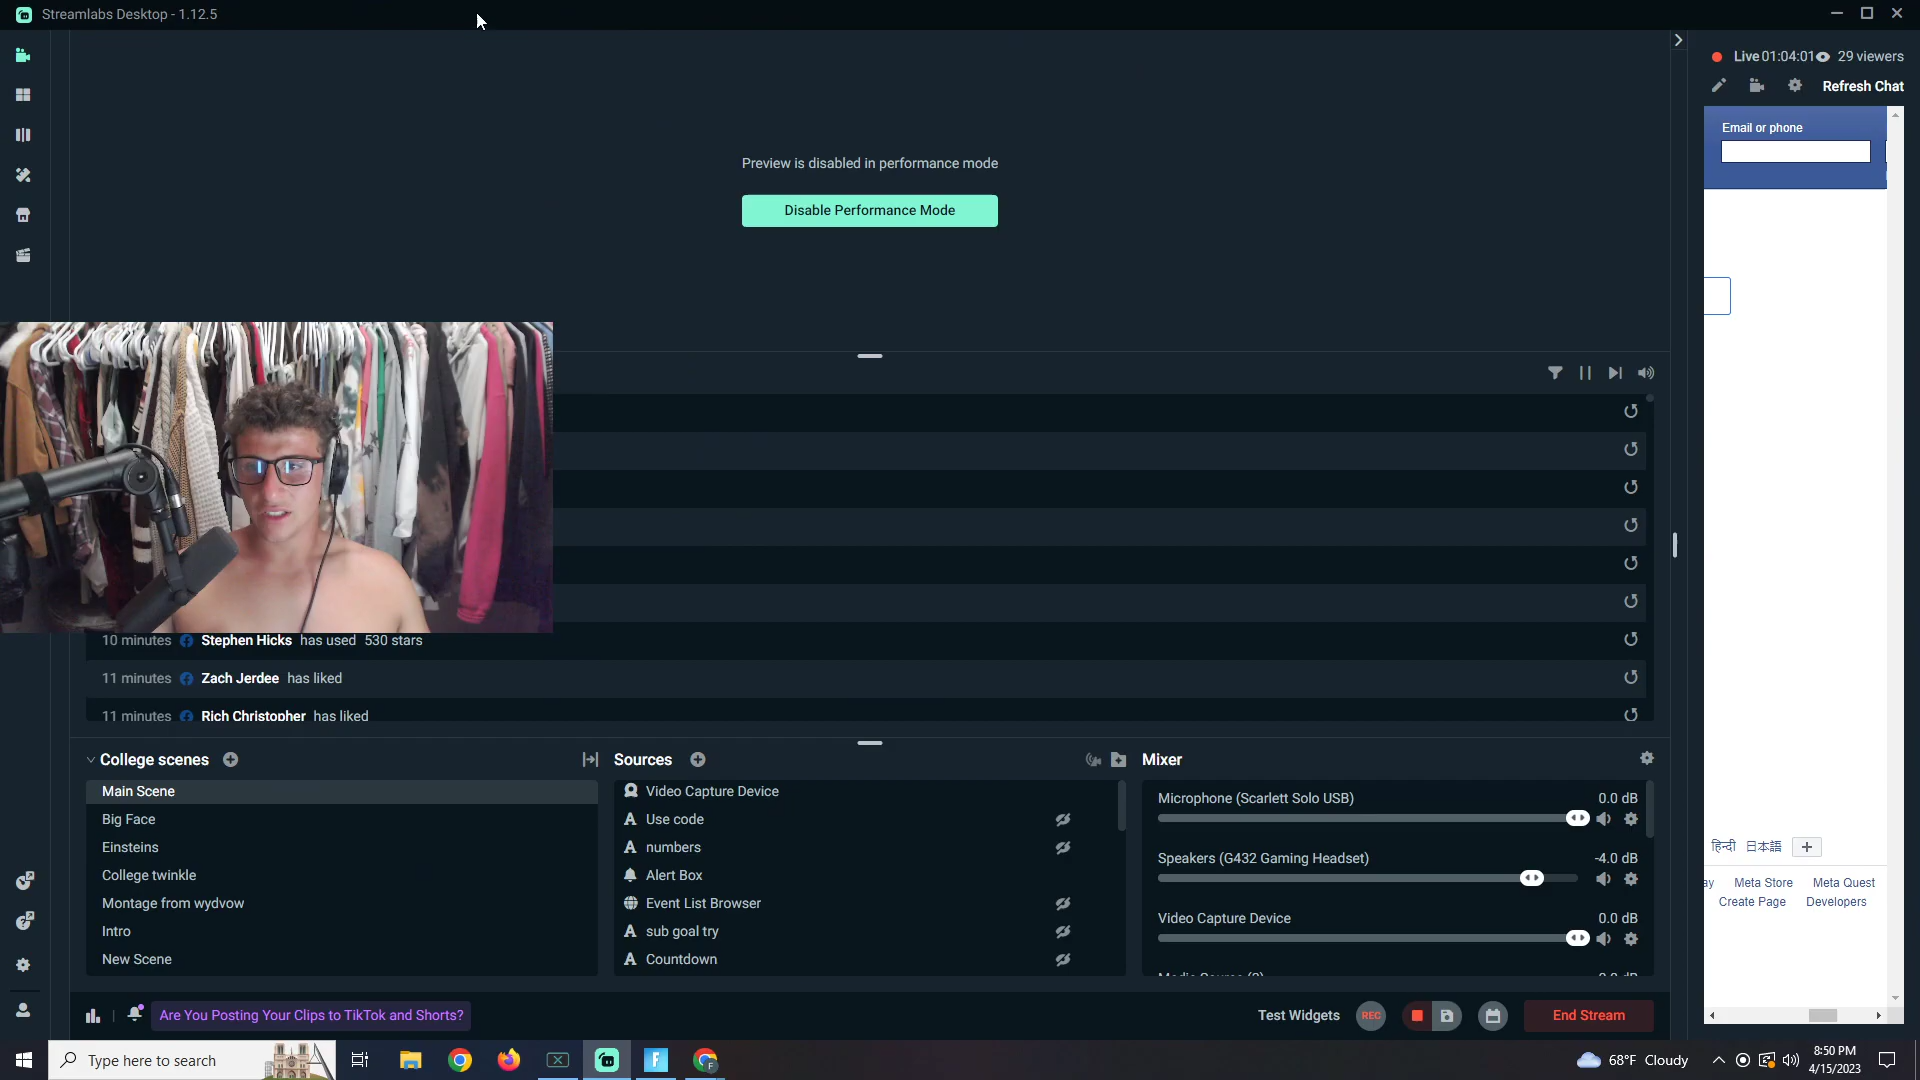 Streamlabs Desktop - 1.12.5
Live 01:04:01 29 viewers
Refresh Chat
Email or phone
Preview is disabled in performance mode
Disable Performance Mode
10 minutes Stephen Hicks has used 530 stars
11 minutes Zach Jerdee has liked
11 minutes Rich Christopher has liked
College scenes
Main Scene
Big Face
Einsteins
College twinkle
Montage from wydvow
Intro
New Scene
Sources
Video Capture Device
Use code
numbers
Alert Box
Event List Browser
sub goal try
Countdown
Mixer
Microphone (Scarlett Solo USB) 0.0 dB
Speakers (G432 Gaming Headset) -4.0 dB
Video Capture Device 0.0 dB
हिन्दी 日本語 +
ay Meta Store Meta Quest
Create Page Developers
Are You Posting Your Clips to TikTok and Shorts?
Test Widgets
REC
End Stream
Type here to search
68°F Cloudy
8:50 PM
4/15/2023